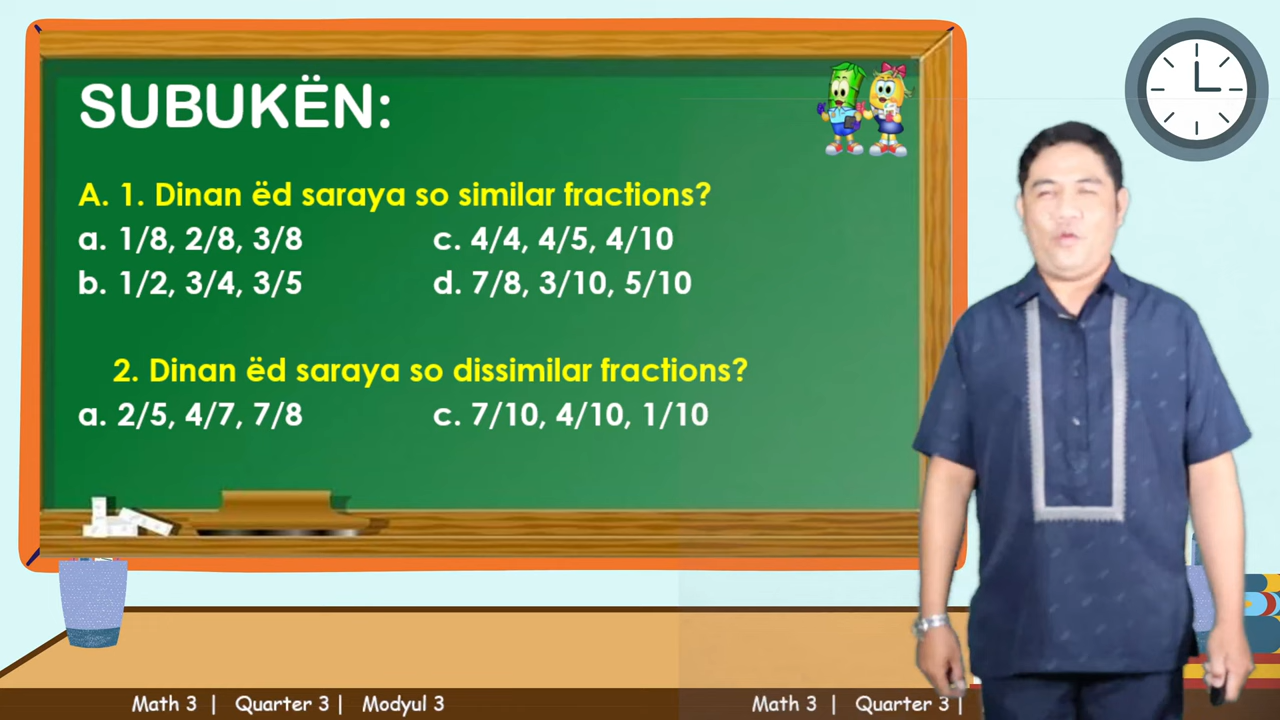 SUBUKËN:
A. 1. Dinan ëd saraya so similar fractions?
a. 1/8, 2/8, 3/8 c. 4/4, 4/5, 4/10
b. 1/2, 3/4, 3/5 d. 7/8, 3/10, 5/10
2. Dinan ëd saraya so dissimilar fractions?
a. 2/5, 4/7, 7/8 c. 7/10, 4/10, 1/10
Math 3 | Quarter 3 | Modyul 3 Math 3 | Quarter 3 |